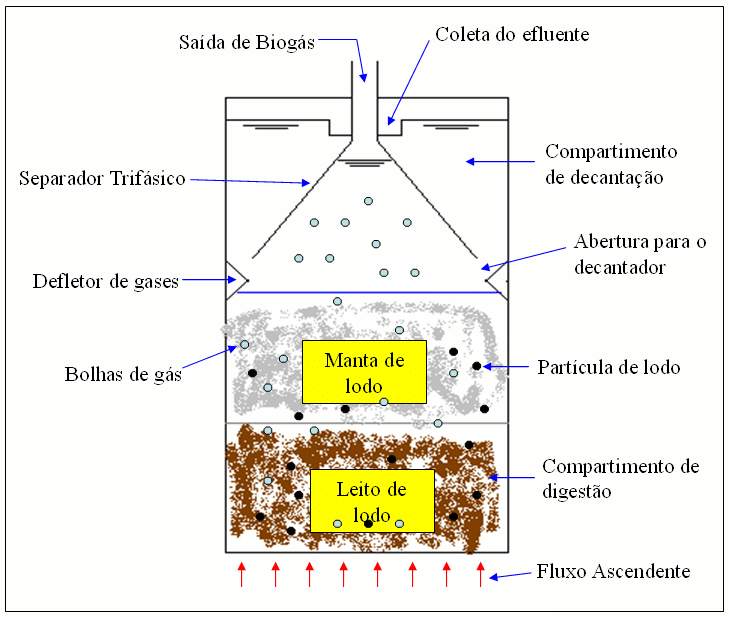 Saída de Biogás
Coleta do efluente
Compartimento
de decantação
Separador Trifásico
Abertura para o
decantador
Defletor de gases
Manta de
lodo
Partícula de lodo
Bolhas de gás
Compartimento de
digestão
Leito de
lodo
Fluxo Ascendente